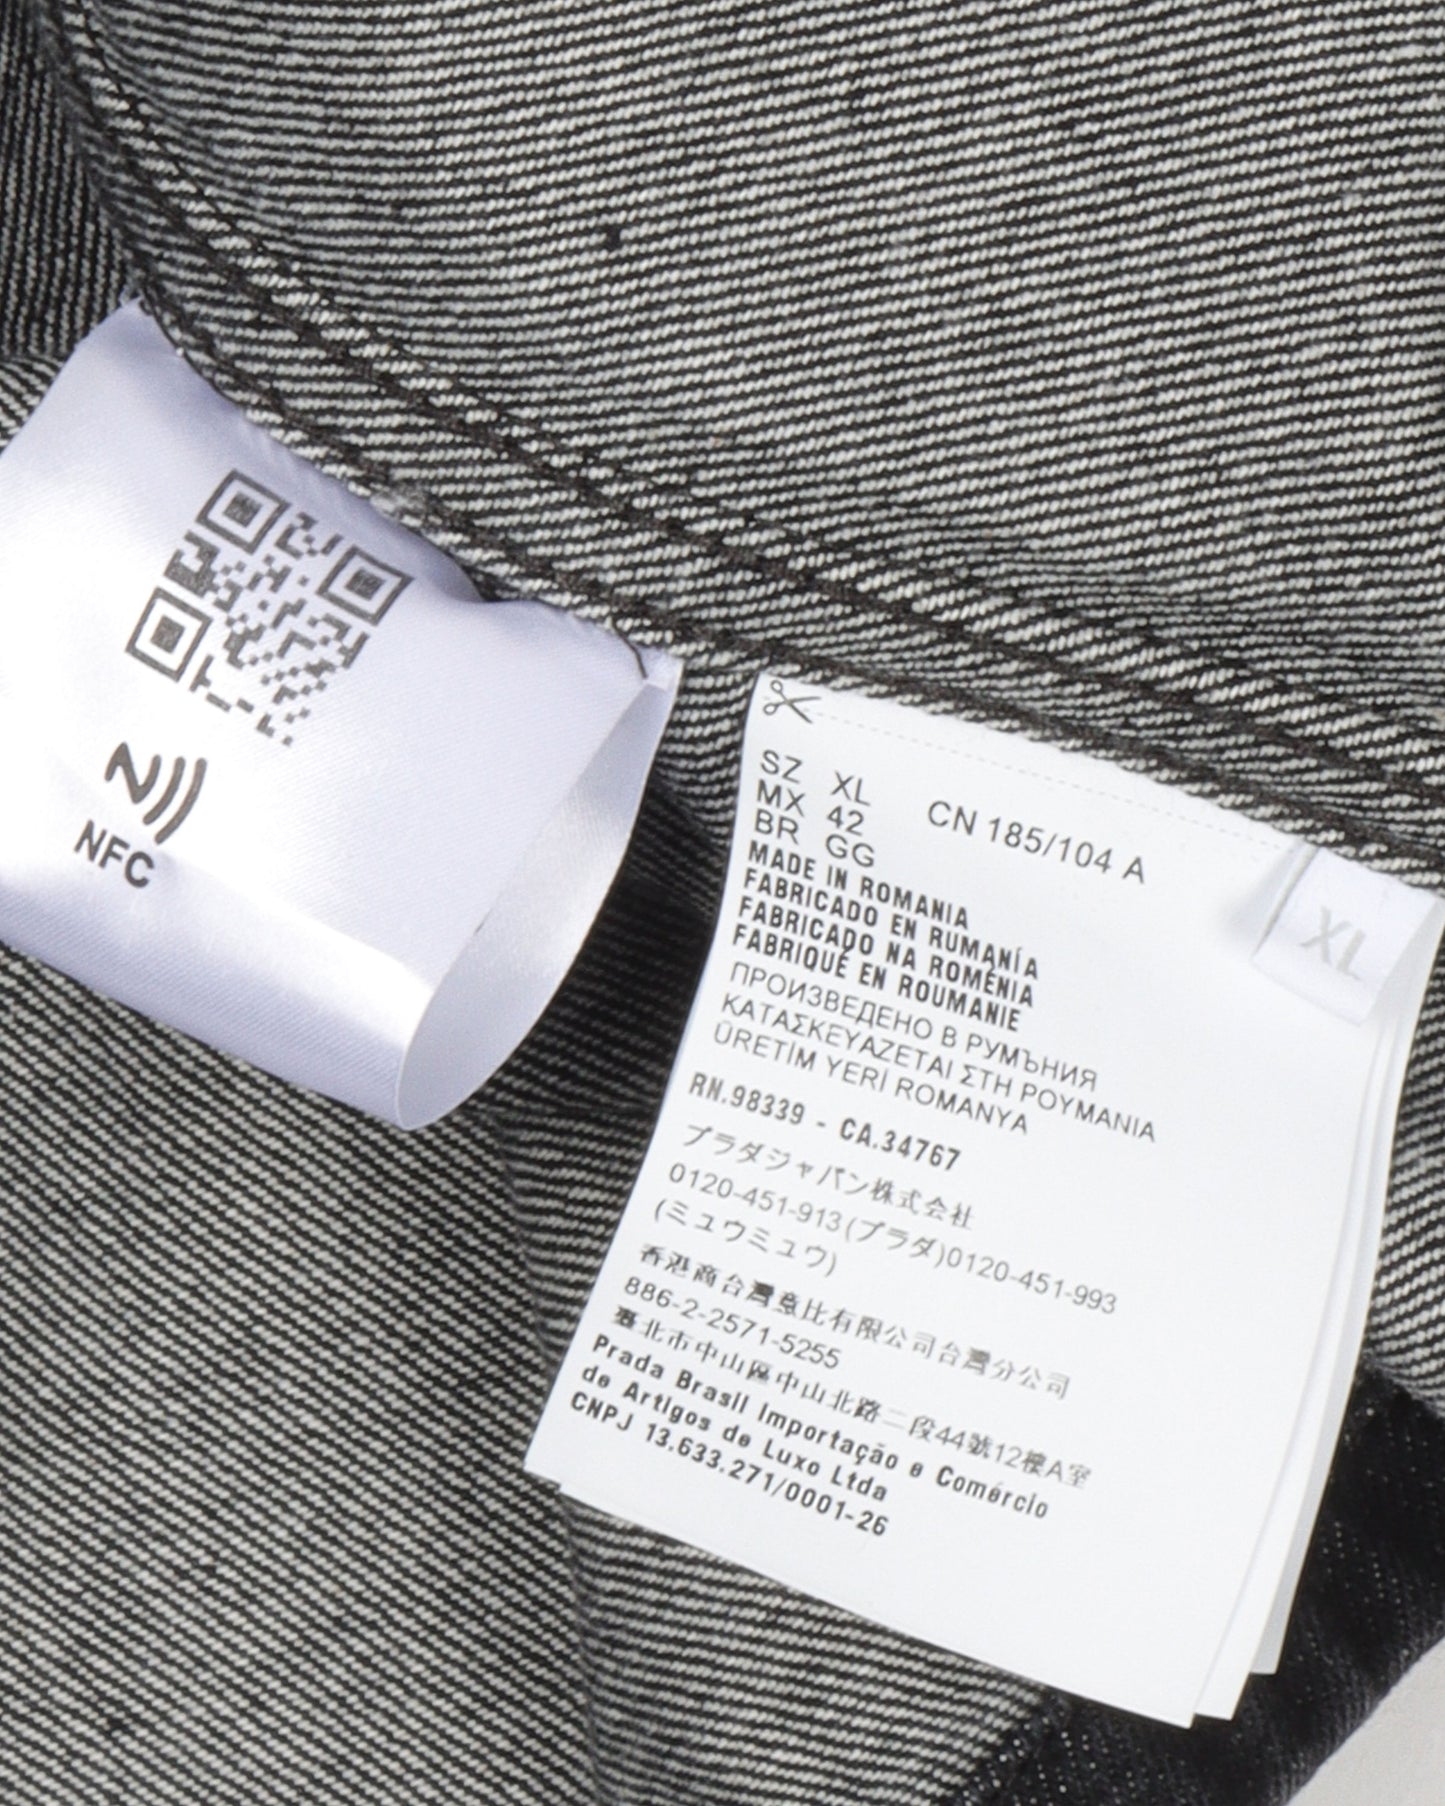 NFC
SZ XL CN 185/104 A
MX 42
BR GG
MADE IN ROMANIA
FABRICADO EN RUMANÍA
FABRICADO NA ROMÉNIA
FABRIQUÉ EN ROUMANIE
ПРОИЗВЕДЕНО В РУМЪНИЯ
ΚΑΤΑΣΚΕΥΑΖΕΤΑΙ ΣΤΗ ΡΟΥΜΑΝΙΑ
ÜRETİM YERİ ROMANYA
RN.98339 - CA.34767
プラダジャパン株式会社
0120-451-913(プラダ)0120-451-993
(ミュウミュウ)
香港商台灣意比有限公司台灣分公司
886-2-2571-5255
臺北市中山區中山北路二段44號12樓A室
Prada Brasil Importação e Comércio
de Artigos de Luxo Ltda
CNPJ 13.633.271/0001-26
XL